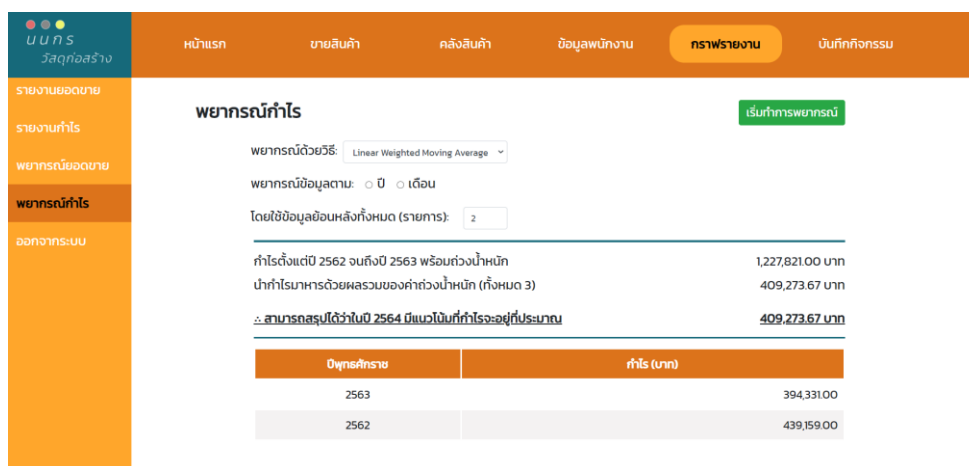 นนทร
วัสดุก่อสร้าง
หน้าแรก ขายสินค้า คลังสินค้า ข้อมูลพนักงาน กราฟรายงาน บันทึกกิจกรรม
รายงานยอดขาย
รายงานกำไร
พยากรณ์ยอดขาย
พยากรณ์กำไร
ออกจากระบบ
พยากรณ์กำไร เริ่มทำการพยากรณ์
พยากรณ์ด้วยวิธี: Linear Weighted Moving Average
พยากรณ์ข้อมูลตาม: ปี เดือน
โดยใช้ข้อมูลย้อนหลังทั้งหมด (รายการ): 2
กำไรตั้งแต่ปี 2562 จนถึงปี 2563 พร้อมถ่วงน้ำหนัก 1,227,821.00 บาท
นำกำไรมาหารด้วยผลรวมของค่าถ่วงน้ำหนัก (ทั้งหมด 3) 409,273.67 บาท
∴ สามารถสรุปได้ว่าในปี 2564 มีแนวโน้มที่กำไรจะอยู่ที่ประมาณ 409,273.67 บาท
ปีพุทธศักราช กำไร (บาท)
2563 394,331.00
2562 439,159.00